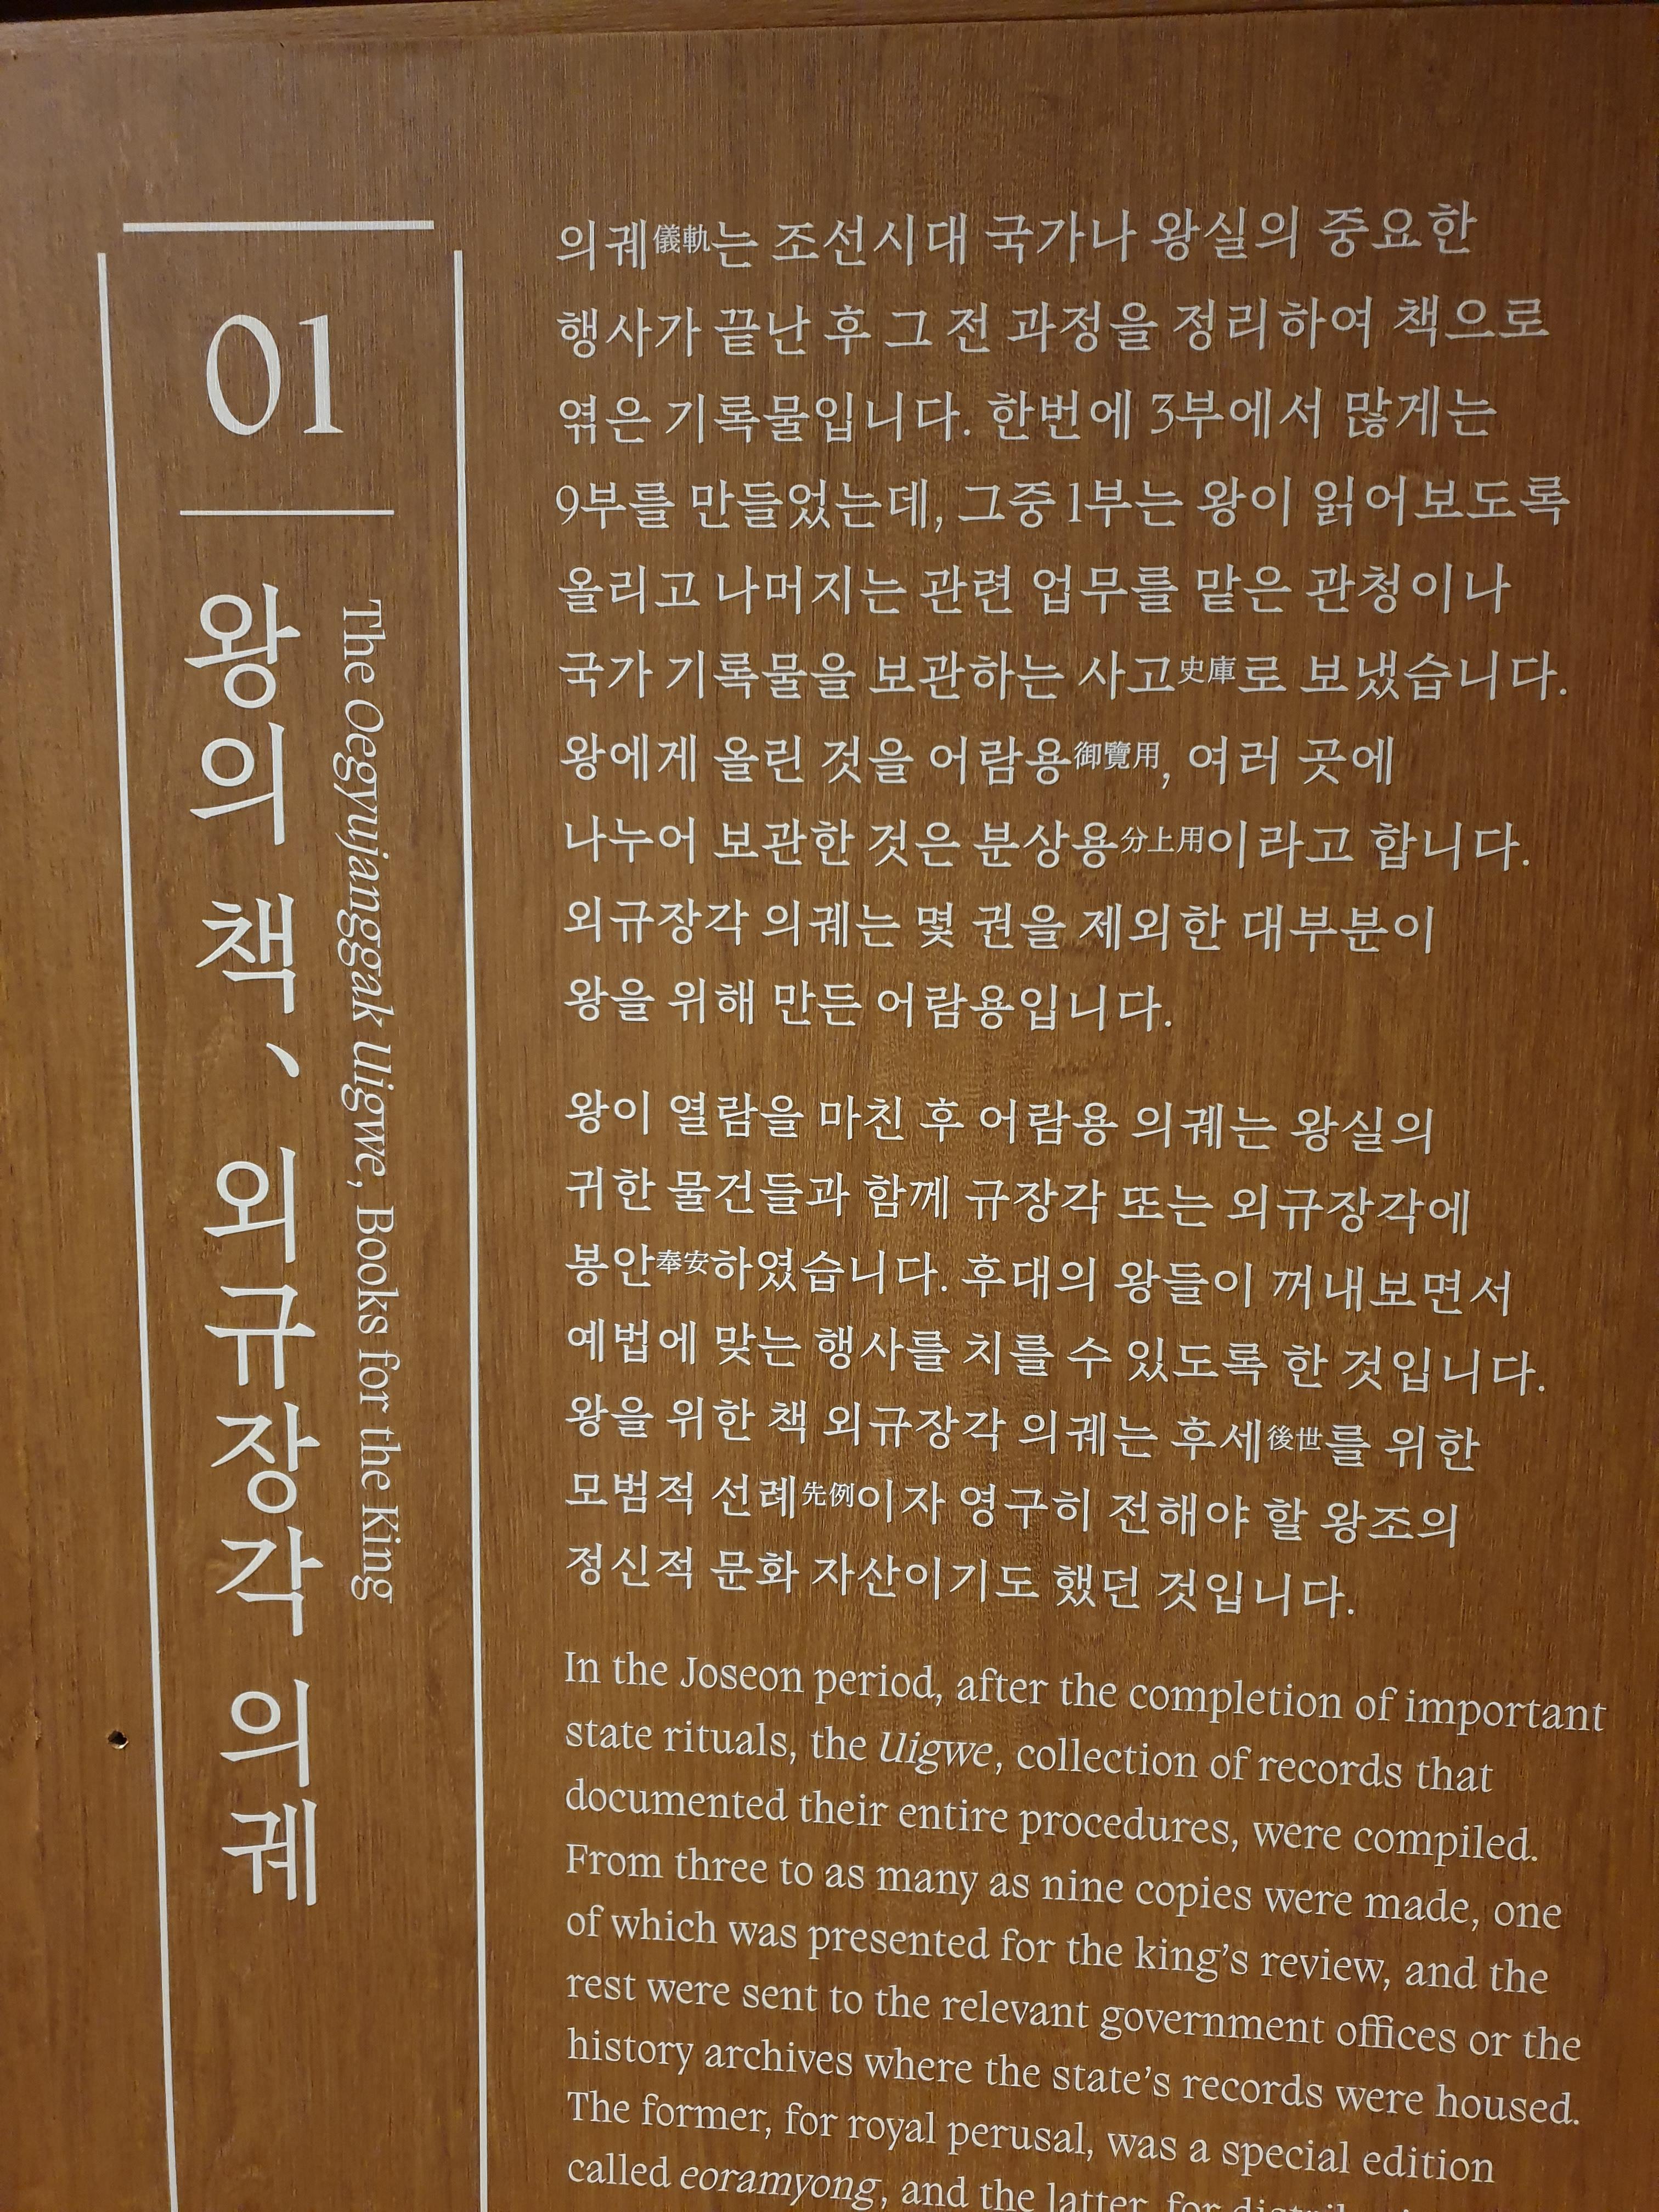 01
왕의 책, 외규장각 의궤
The Oegyujanggak Uigwe, Books for the King
의궤儀軌는 조선시대 국가나 왕실의 중요한
행사가 끝난 후 그 전 과정을 정리하여 책으로
엮은 기록물입니다. 한번에 3부에서 많게는
9부를 만들었는데, 그중 1부는 왕이 읽어보도록
올리고 나머지는 관련 업무를 맡은 관청이나
국가 기록물을 보관하는 사고史庫로 보냈습니다.
왕에게 올린 것을 어람용御覽用, 여러 곳에
나누어 보관한 것은 분상용分上用이라고 합니다.
외규장각 의궤는 몇 권을 제외한 대부분이
왕을 위해 만든 어람용입니다.
왕이 열람을 마친 후 어람용 의궤는 왕실의
귀한 물건들과 함께 규장각 또는 외규장각에
봉안奉安하였습니다. 후대의 왕들이 꺼내보면서
예법에 맞는 행사를 치를 수 있도록 한 것입니다.
왕을 위한 책 외규장각 의궤는 후세後世를 위한
모범적 선례先例이자 영구히 전해야 할 왕조의
정신적 문화 자산이기도 했던 것입니다.
In the Joseon period, after the completion of important
state rituals, the Uigwe, collection of records that
documented their entire procedures, were compiled.
From three to as many as nine copies were made, one
of which was presented for the king's review, and the
rest were sent to the relevant government offices or the
history archives where the state's records were housed.
The former, for royal perusal, was a special edition
called eoramyong, and the latter, for